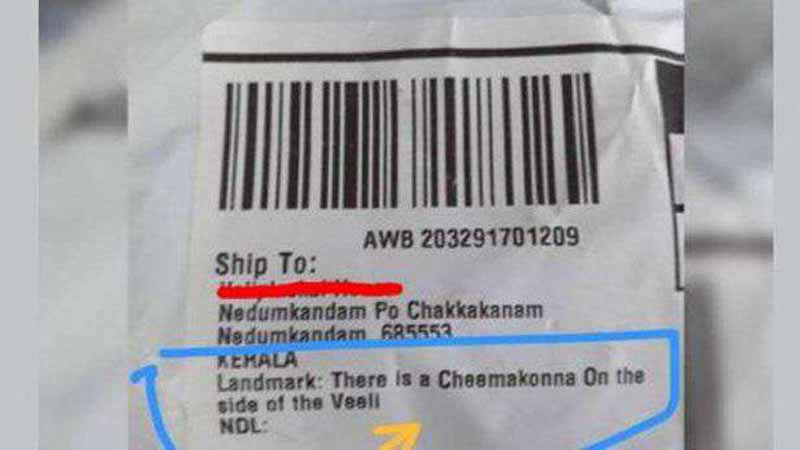 AWB 203291701209
Ship To:
Nedumkandam Po Chakkakanam
Nedumkandam 685553
KERALA
Landmark: There is a Cheemakonna On the
side of the Veeli
NDL: